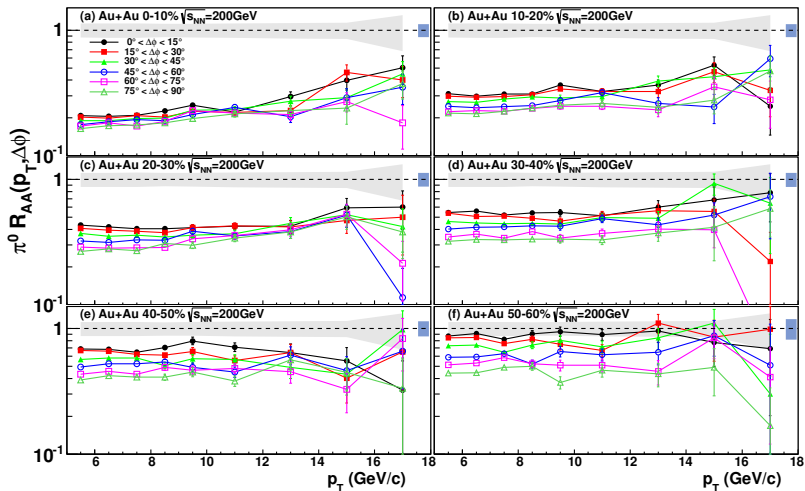 (a) Au+Au 0-10% √sNN=200GeV
(b) Au+Au 10-20% √sNN=200GeV
1
0° < Δϕ < 15°
15° < Δϕ < 30°
30° < Δϕ < 45°
45° < Δϕ < 60°
60° < Δϕ < 75°
75° < Δϕ < 90°
10-1
(c) Au+Au 20-30% √sNN=200GeV
(d) Au+Au 30-40% √sNN=200GeV
1
π0 RAA(pT,Δϕ)
10-1
(e) Au+Au 40-50% √sNN=200GeV
(f) Au+Au 50-60% √sNN=200GeV
1
10-1
6 8 10 12 14 16 18 6 8 10 12 14 16 18
pT (GeV/c) pT (GeV/c)